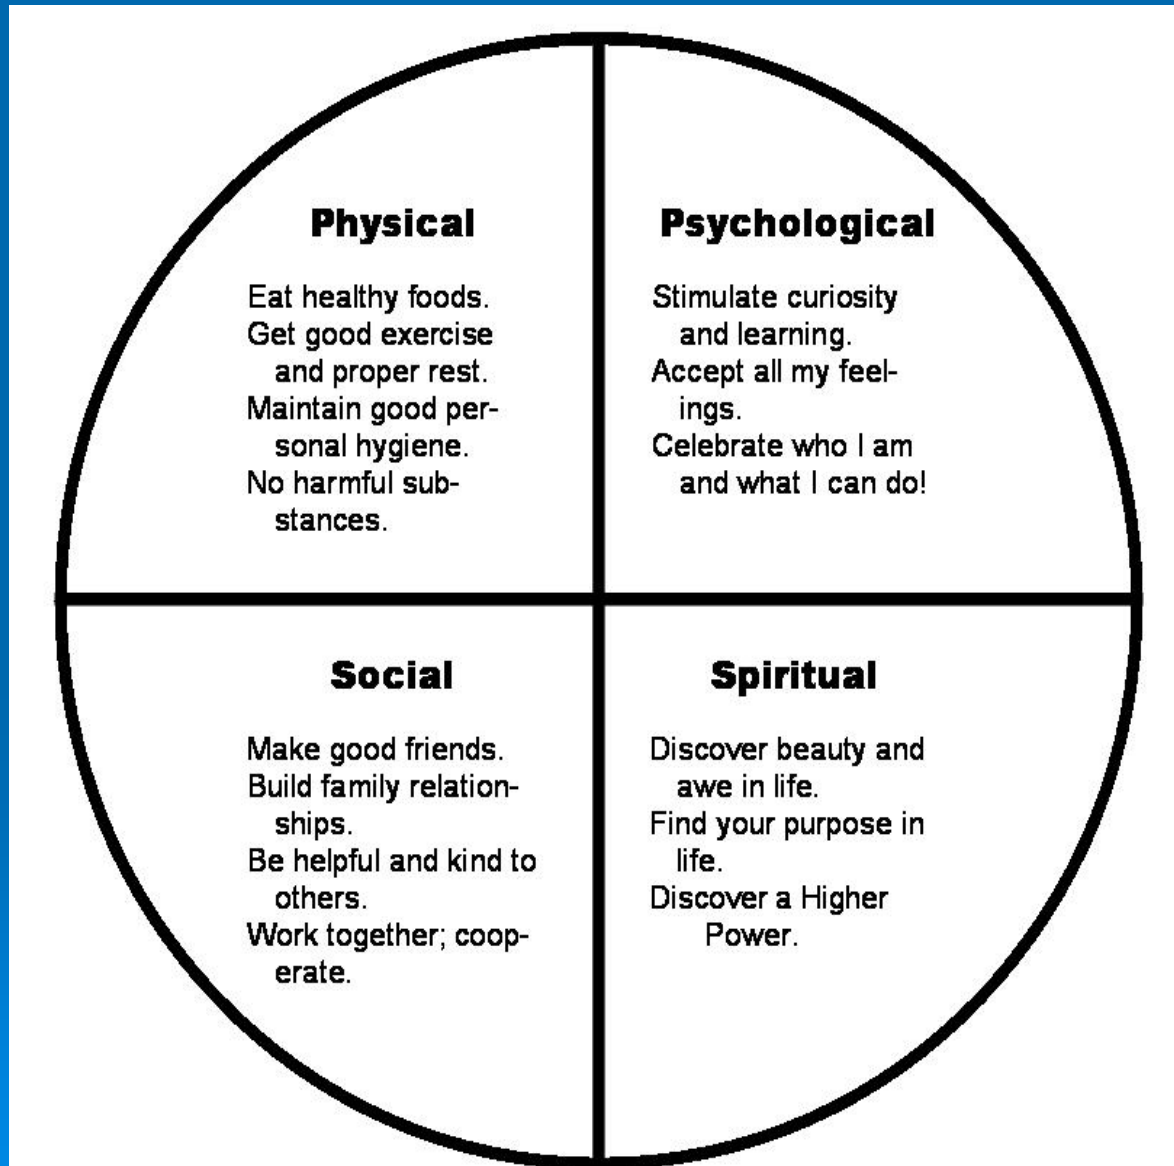 Physical
Eat healthy foods.
Get good exercise
and proper rest.
Maintain good per-
sonal hygiene.
No harmful sub-
stances.
Psychological
Stimulate curiosity
and learning.
Accept all my feel-
ings.
Celebrate who I am
and what I can do!
Social
Make good friends.
Build family relation-
ships.
Be helpful and kind to
others.
Work together; coop-
erate.
Spiritual
Discover beauty and
awe in life.
Find your purpose in
life.
Discover a Higher
Power.